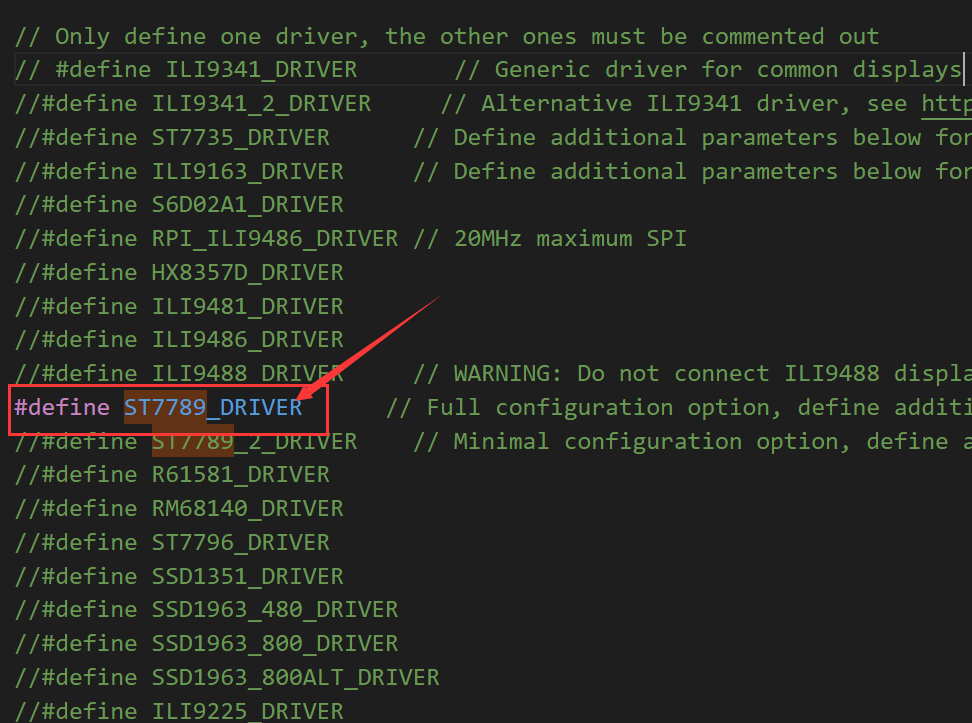 // Only define one driver, the other ones must be commented out
// #define ILI9341_DRIVER // Generic driver for common displays
//#define ILI9341_2_DRIVER // Alternative ILI9341 driver, see http
//#define ST7735_DRIVER // Define additional parameters below for
//#define ILI9163_DRIVER // Define additional parameters below for
//#define S6D02A1_DRIVER
//#define RPI_ILI9486_DRIVER // 20MHz maximum SPI
//#define HX8357D_DRIVER
//#define ILI9481_DRIVER
//#define ILI9486_DRIVER
//#define ILI9488_DRIVER // WARNING: Do not connect ILI9488 displa
#define ST7789_DRIVER // Full configuration option, define additi
//#define ST7789_2_DRIVER // Minimal configuration option, define a
//#define R61581_DRIVER
//#define RM68140_DRIVER
//#define ST7796_DRIVER
//#define SSD1351_DRIVER
//#define SSD1963_480_DRIVER
//#define SSD1963_800_DRIVER
//#define SSD1963_800ALT_DRIVER
//#define ILI9225_DRIVER